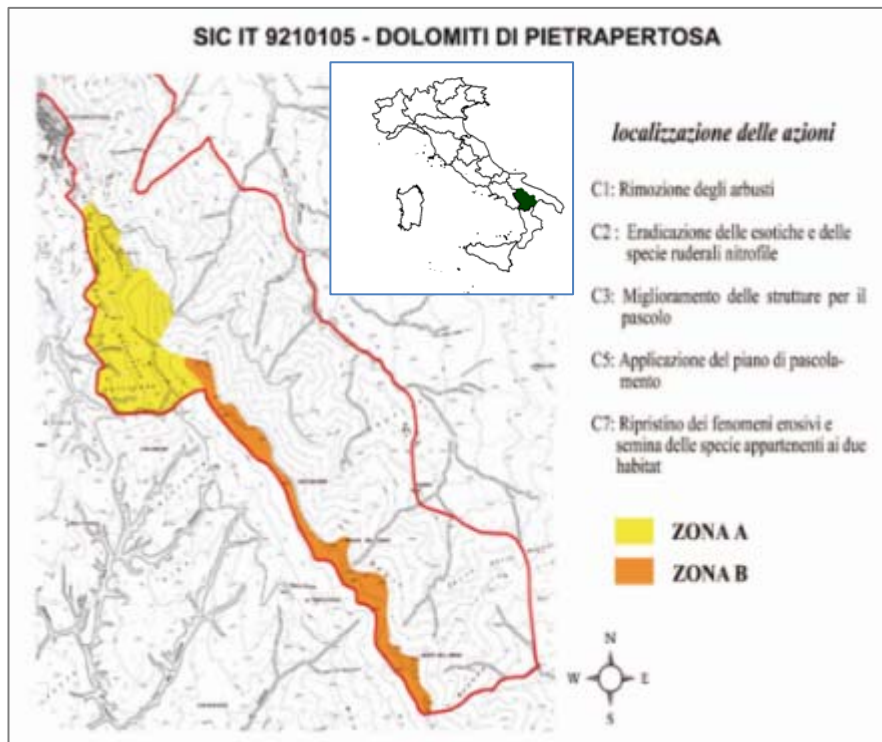 SIC IT 9210105 - DOLOMITI DI PIETRAPERTOSA
localizzazione delle azioni
C1: Rimozione degli arbusti
C2 : Eradicazione delle esotiche e delle
specie ruderali nitrofile
C3: Miglioramento delle strutture per il
pascolo
C5: Applicazione del piano di pascola-
mento
C7: Ripristino dei fenomeni erosivi e
semina delle specie appartenenti ai due
habitat
ZONA A
ZONA B
N
W E
S